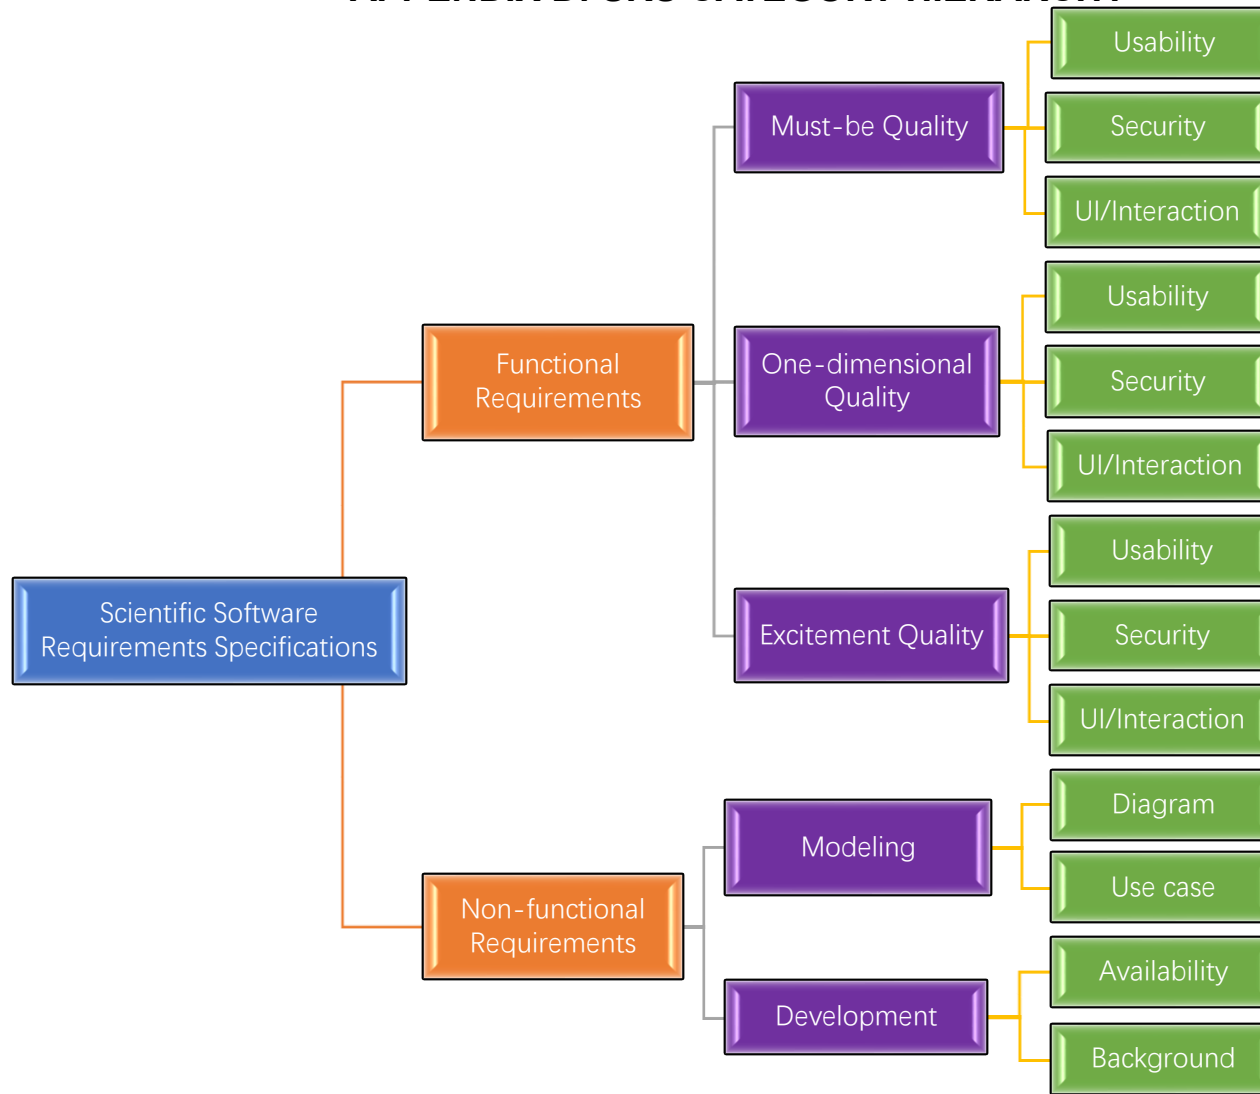 Usability
Must-be Quality
Security
UI/Interaction
Usability
Functional
Requirements
One-dimensional
Quality
Security
UI/Interaction
Usability
Scientific Software
Requirements Specifications
Excitement Quality
Security
UI/Interaction
Diagram
Modeling
Use case
Non-functional
Requirements
Availability
Development
Background